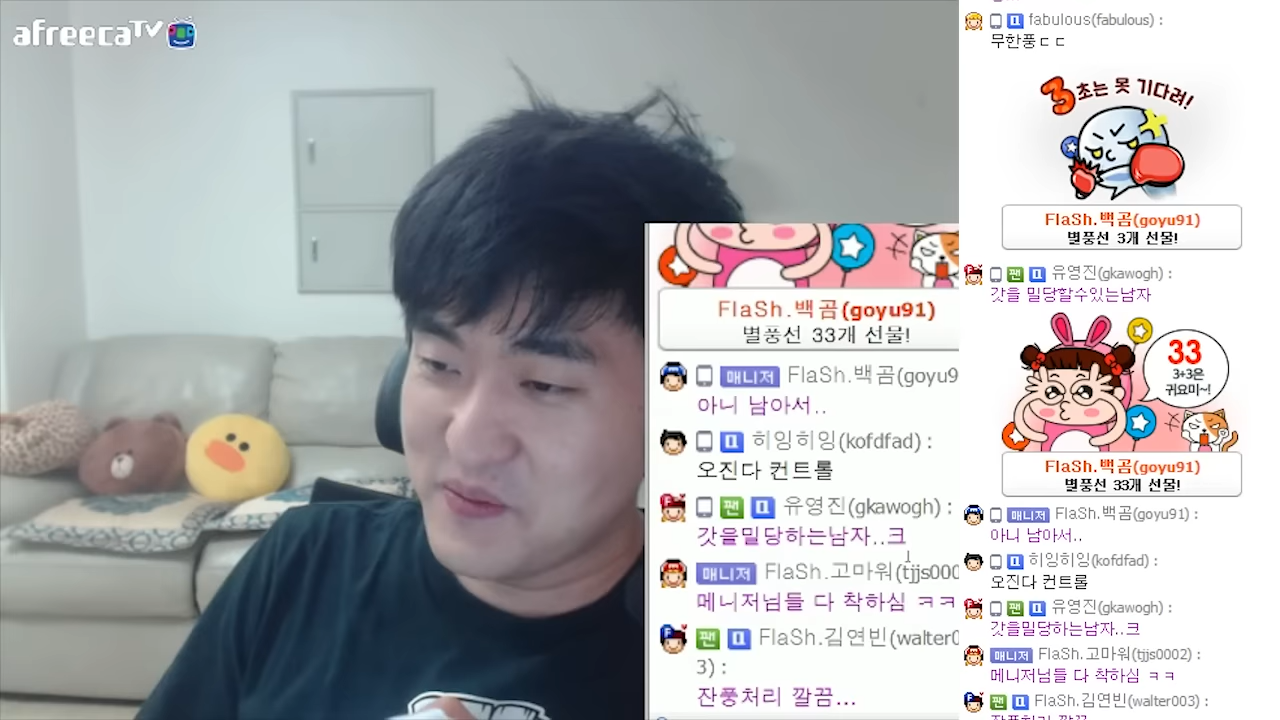 afreecaTV
FlaSh.백곰(goyu91)
별풍선 33개 선물!
매니저 FlaSh.백곰(goyu9
아니 남아서..
히잉히잉(kofdfad) :
오진다 컨트롤
팬 유영진(gkawogh) :
갓을밀당하는남자..크
매니저 FlaSh.고마워(tjjs000
메니저님들 다 착하심 ㅋㅋ
팬 FlaSh.김연빈(walter0
3) :
잔풍처리 깔끔...
fabulous(fabulous) :
무한풍ㄷㄷ
3초는 못 기다려!
FlaSh.백곰(goyu91)
별풍선 3개 선물!
팬 유영진(gkawogh) :
갓을 밀당할수있는남자
33
3+3은
귀요미~!
FlaSh.백곰(goyu91)
별풍선 33개 선물!
매니저 FlaSh.백곰(goyu91) :
아니 남아서..
히잉히잉(kofdfad) :
오진다 컨트롤
팬 유영진(gkawogh) :
갓을밀당하는남자..크
매니저 FlaSh.고마워(tjjs0002) :
메니저님들 다 착하심 ㅋㅋ
팬 FlaSh.김연빈(walter003) :